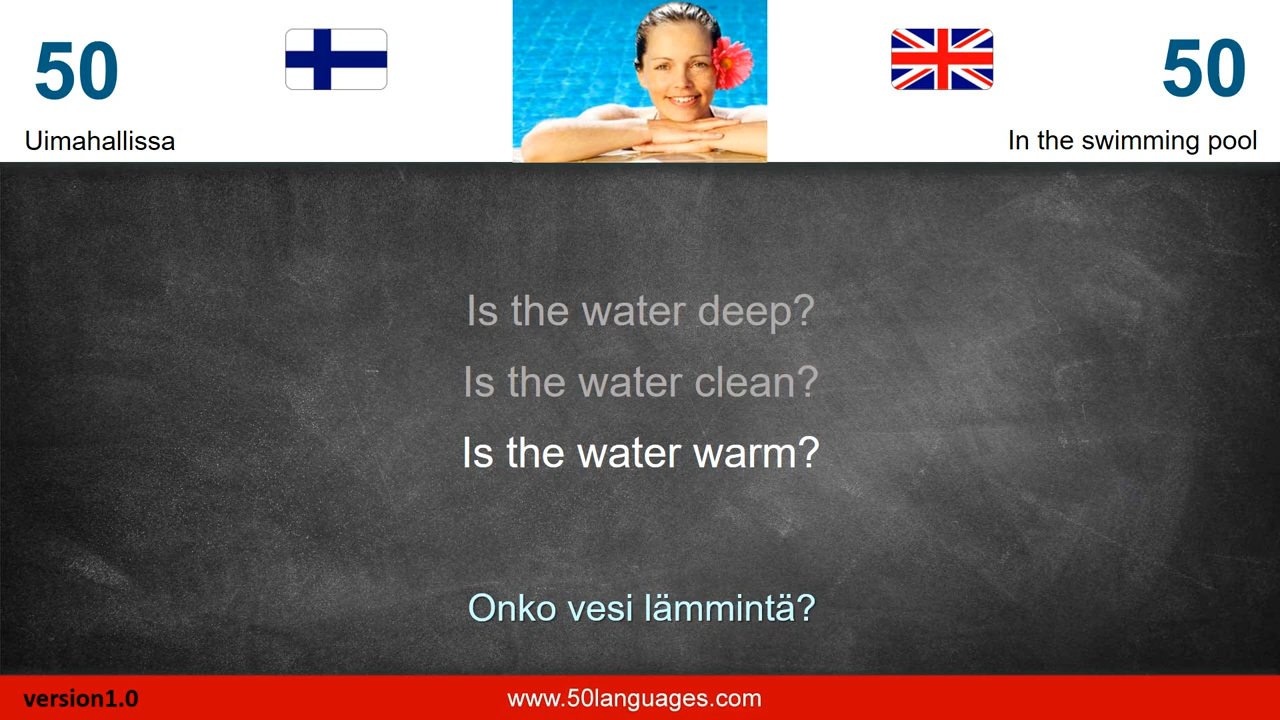 50
50
Uimahallissa
In the swimming pool
Is the water deep?
Is the water clean?
Is the water warm?
Onko vesi lämmintä?
version1.0
www.50languages.com